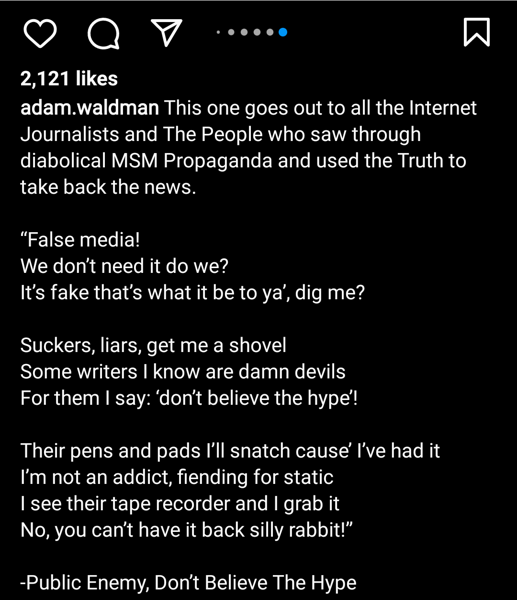 2,121 likes
adam.waldman This one goes out to all the Internet
Journalists and The People who saw through
diabolical MSM Propaganda and used the Truth to
take back the news.
“False media!
We don’t need it do we?
It’s fake that’s what it be to ya’, dig me?
Suckers, liars, get me a shovel
Some writers I know are damn devils
For them I say: ‘don’t believe the hype’!
Their pens and pads I’ll snatch cause’ I’ve had it
I’m not an addict, fiending for static
I see their tape recorder and I grab it
No, you can’t have it back silly rabbit!”
-Public Enemy, Don’t Believe The Hype